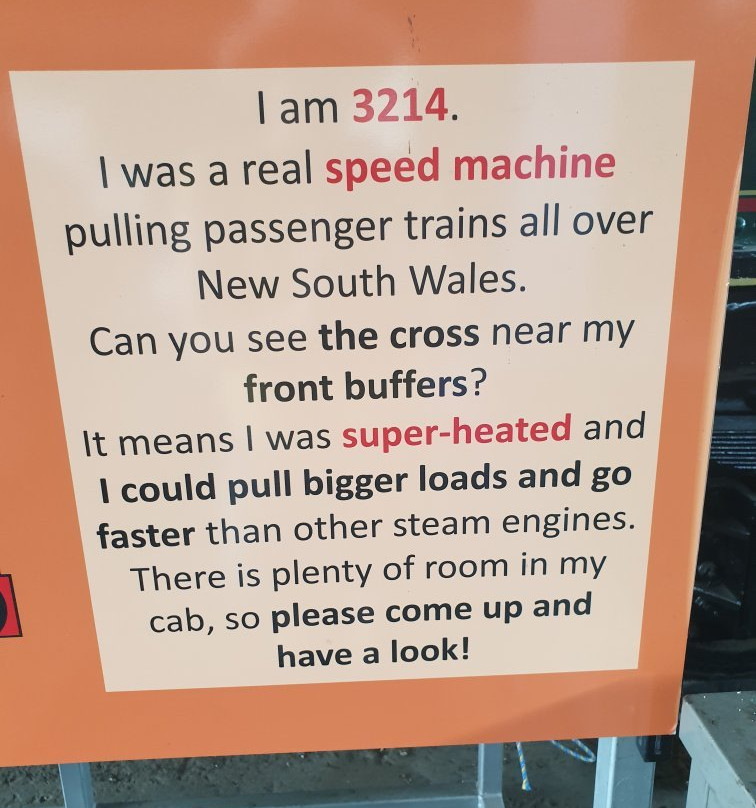 I am 3214.
I was a real speed machine
pulling passenger trains all over
New South Wales.
Can you see the cross near my
front buffers?
It means I was super-heated and
I could pull bigger loads and go
faster than other steam engines.
There is plenty of room in my
cab, so please come up and
have a look!